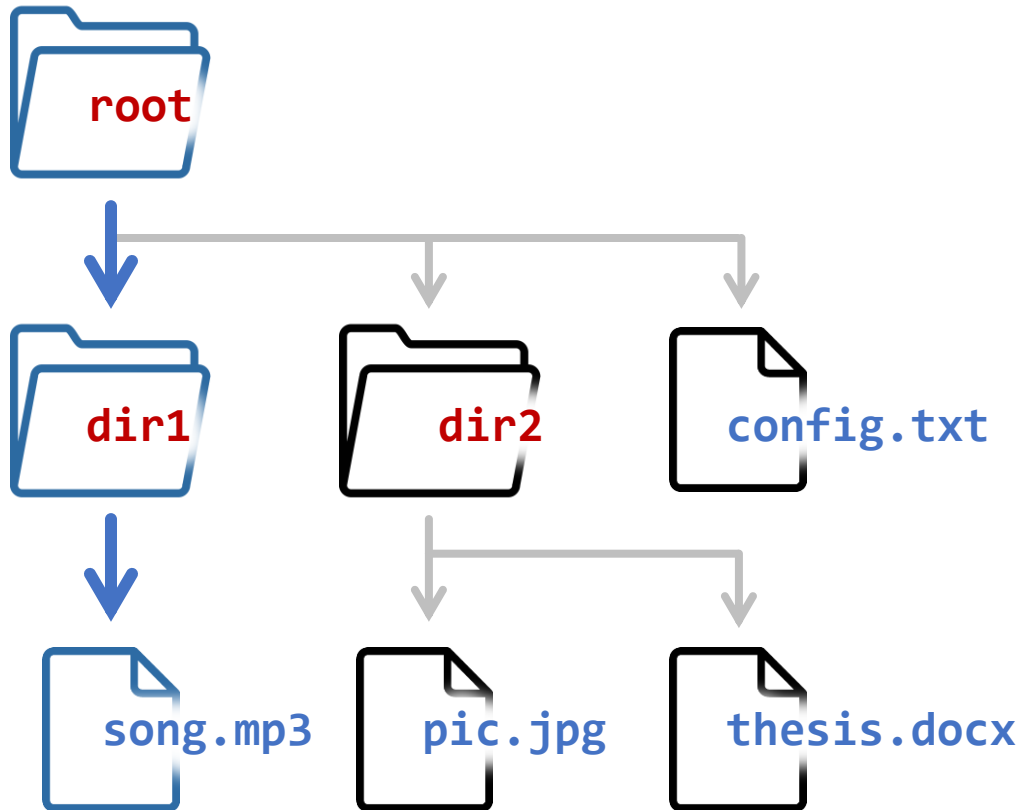 root
dir1
dir2
config.txt
song.mp3
pic.jpg
thesis.docx